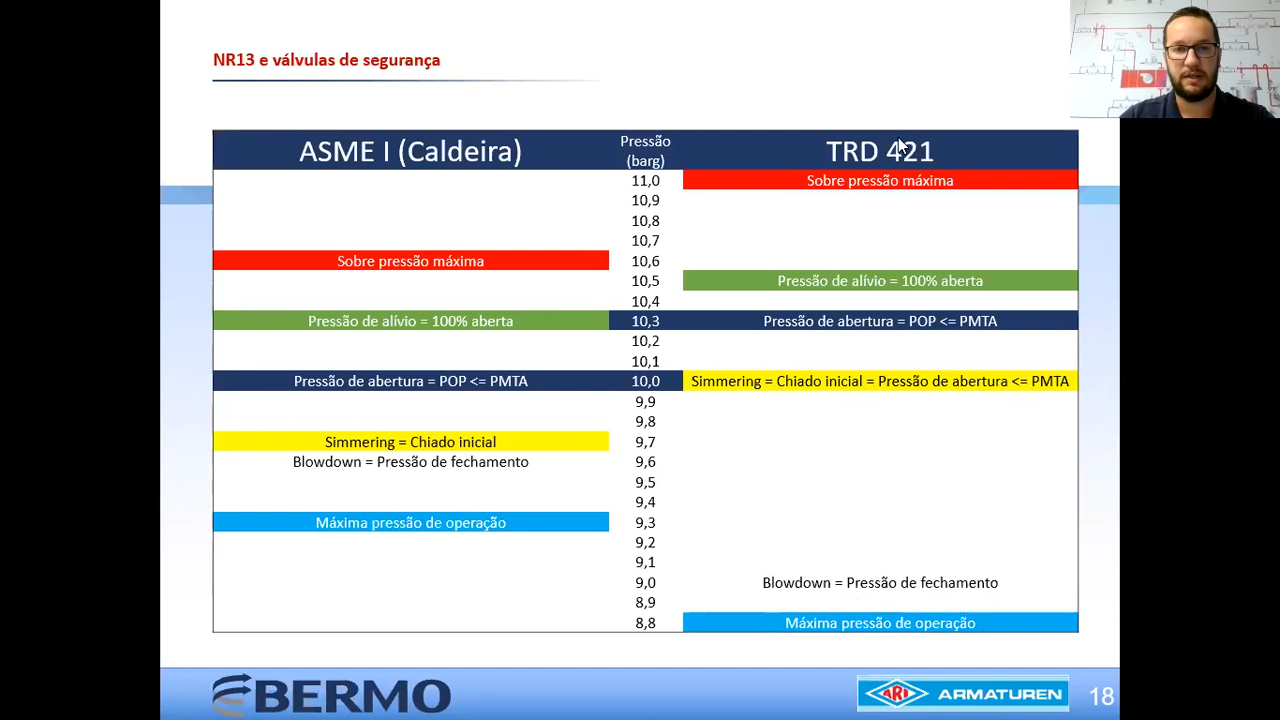 NR13 e válvulas de segurança
ASME I (Caldeira)
Pressão
(barg)
TRD 421
11,0 Sobre pressão máxima
10,9
10,8
10,7
Sobre pressão máxima 10,6
10,5 Pressão de alívio = 100% aberta
10,4
Pressão de alívio = 100% aberta 10,3 Pressão de abertura = POP <= PMTA
10,2
10,1
Pressão de abertura = POP <= PMTA 10,0 Simmering = Chiado inicial = Pressão de abertura <= PMTA
9,9
9,8
Simmering = Chiado inicial 9,7
Blowdown = Pressão de fechamento 9,6
9,5
9,4
Máxima pressão de operação 9,3
9,2
9,1
9,0 Blowdown = Pressão de fechamento
8,9
8,8 Máxima pressão de operação
BERMO
ARI ARMATUREN
18